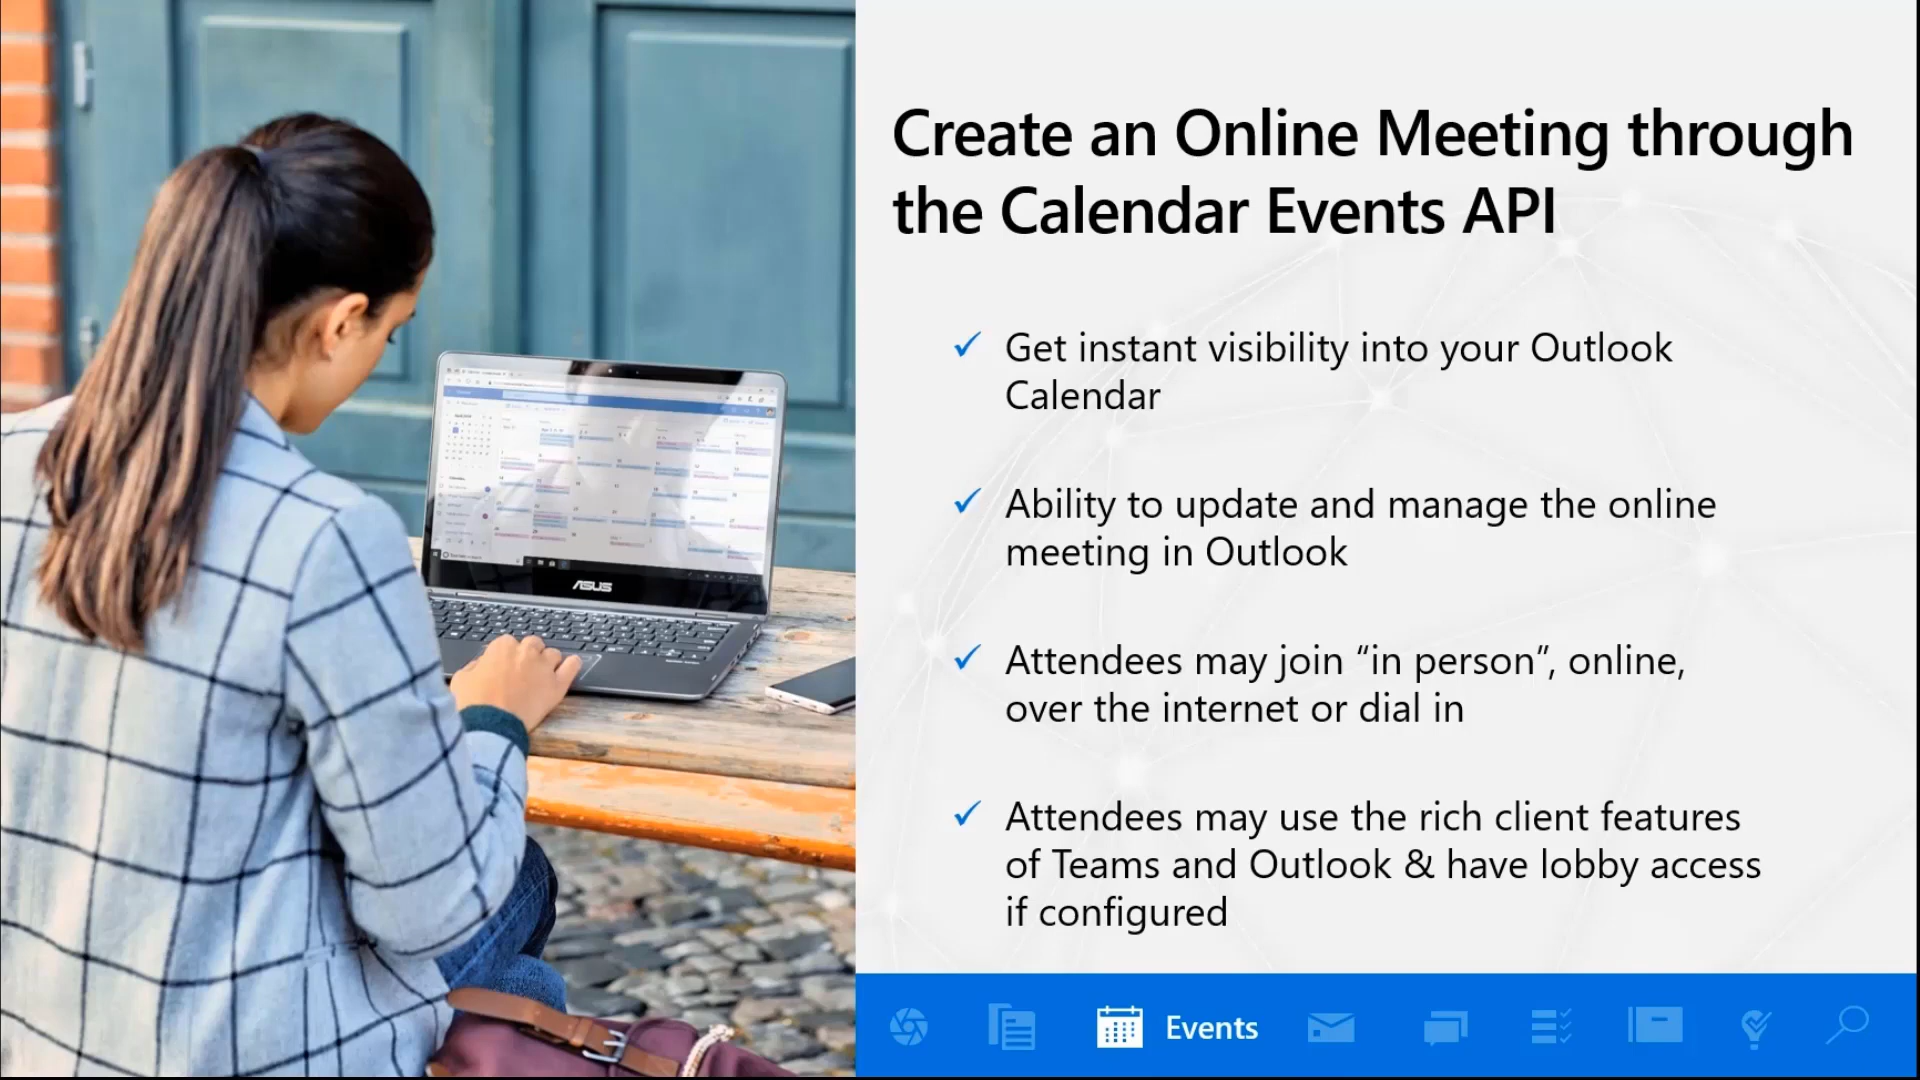 Create an Online Meeting through
the Calendar Events API
✓ Get instant visibility into your Outlook
Calendar
✓ Ability to update and manage the online
meeting in Outlook
✓ Attendees may join “in person”, online,
over the internet or dial in
✓ Attendees may use the rich client features
of Teams and Outlook & have lobby access
if configured
Events
ASUS